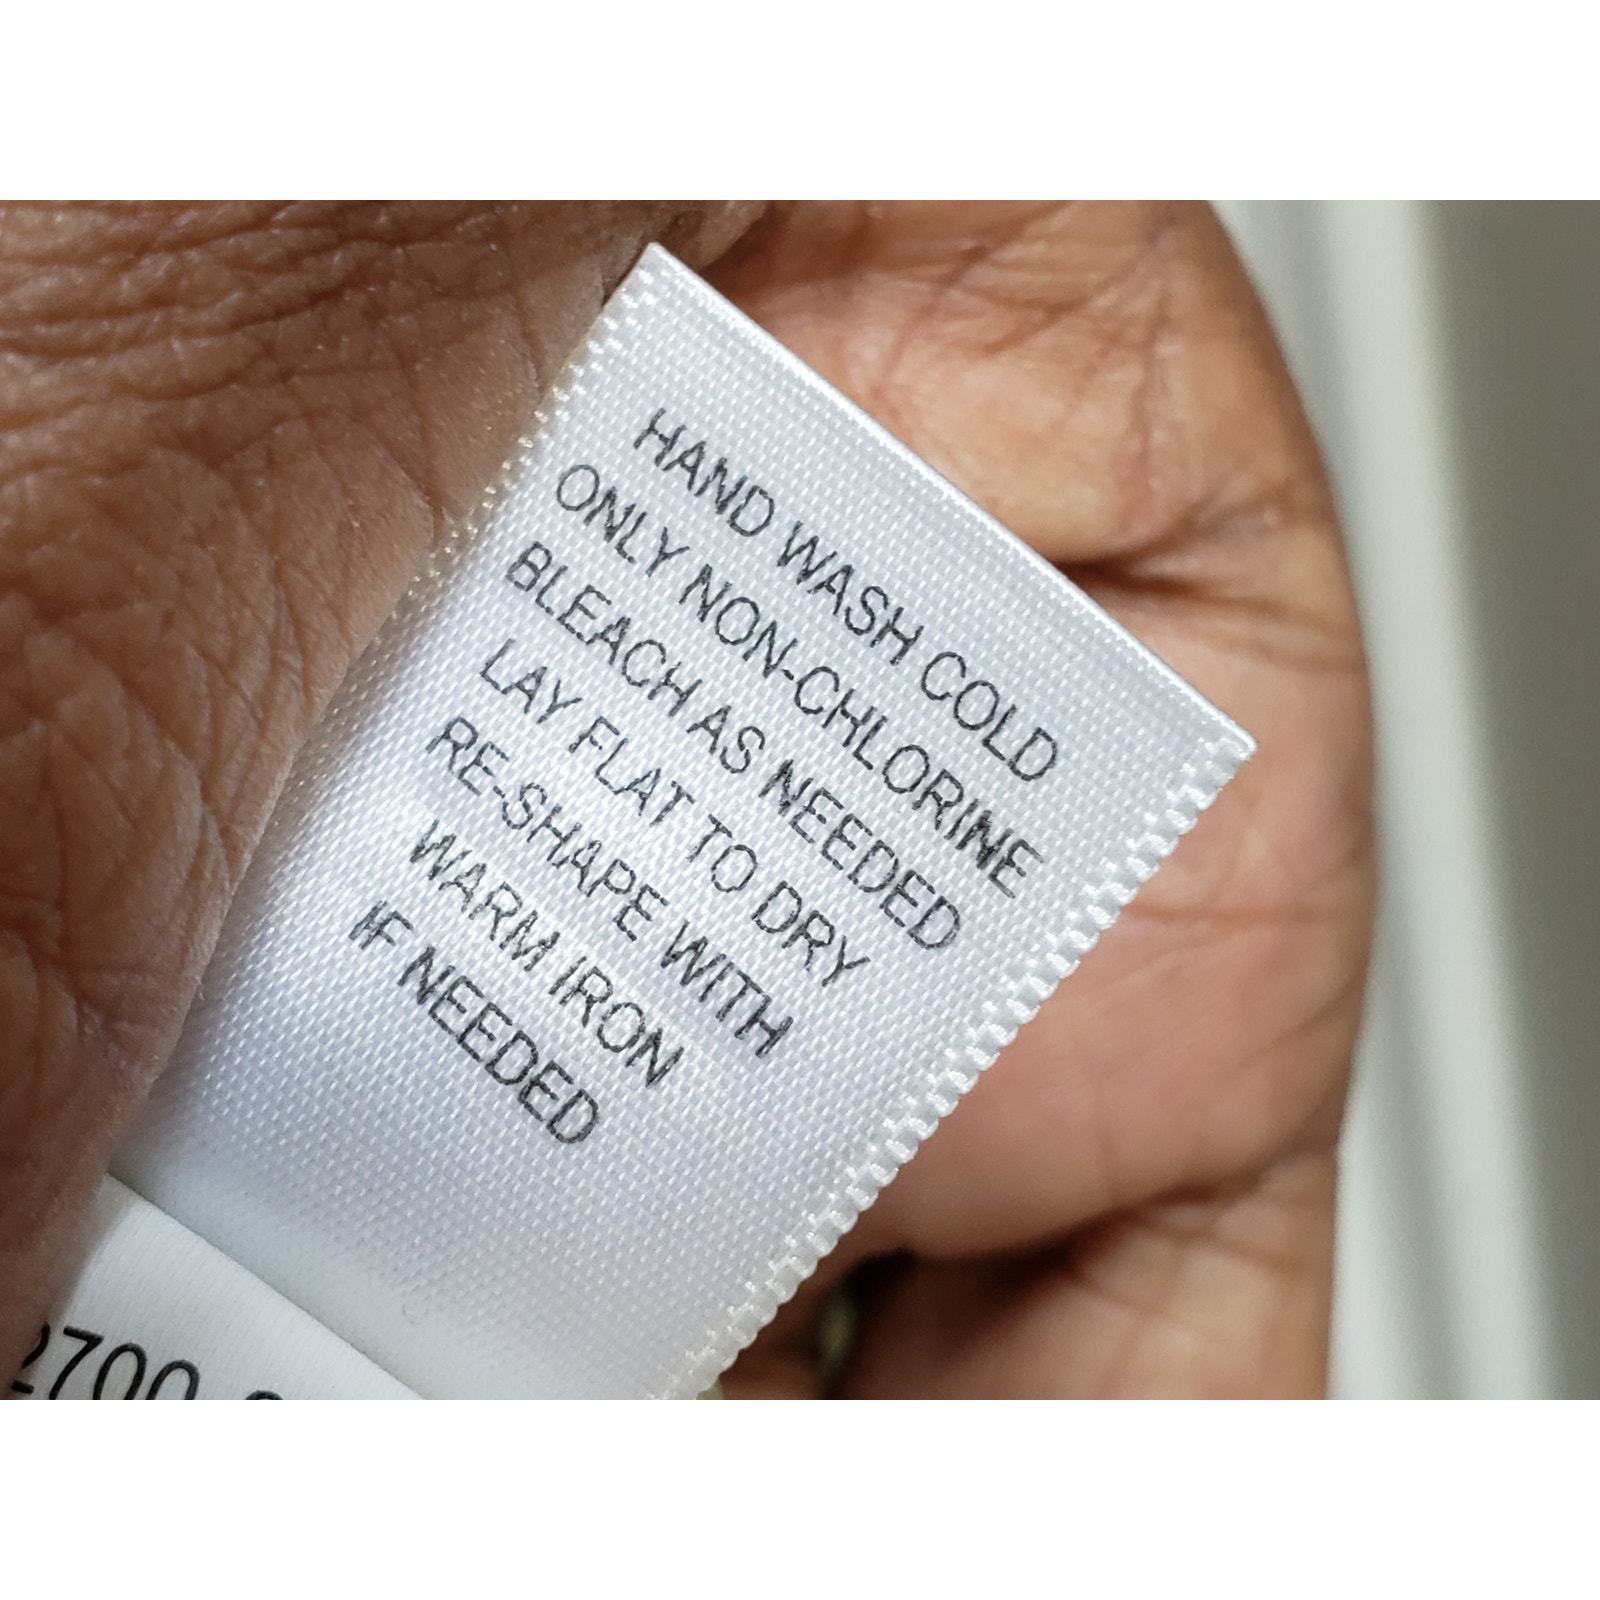 HAND WASH COLD
ONLY NON-CHLORINE
BLEACH AS NEEDED
LAY FLAT TO DRY
RE-SHAPE WITH
WARM IRON
IF NEEDED
2700